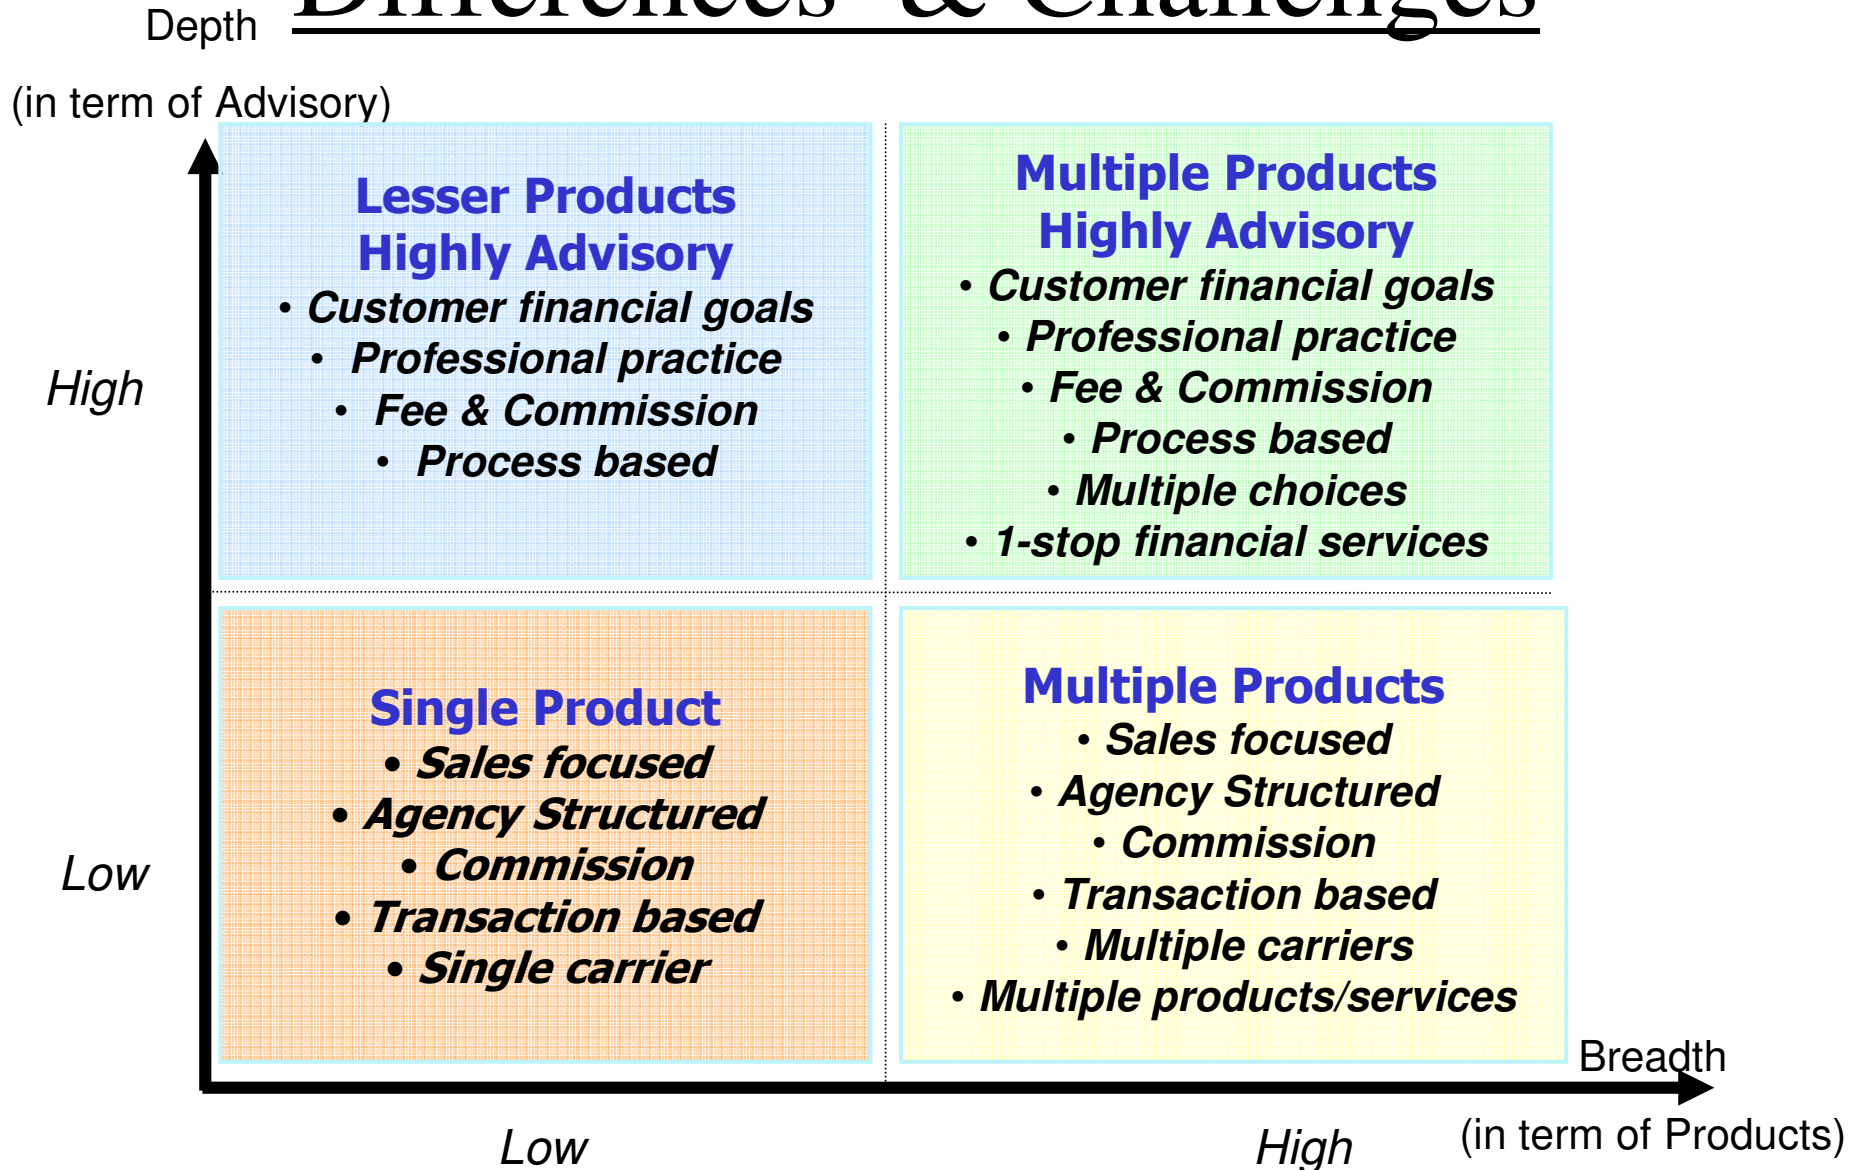 Differences & Challenges
Depth
(in term of Advisory)
Lesser Products
Highly Advisory
• Customer financial goals
• Professional practice
• Fee & Commission
• Process based
Multiple Products
Highly Advisory
• Customer financial goals
• Professional practice
• Fee & Commission
• Process based
• Multiple choices
• 1-stop financial services
High
Single Product
• Sales focused
• Agency Structured
• Commission
• Transaction based
• Single carrier
Multiple Products
• Sales focused
• Agency Structured
• Commission
• Transaction based
• Multiple carriers
• Multiple products/services
Low
Breadth
(in term of Products)
Low
High